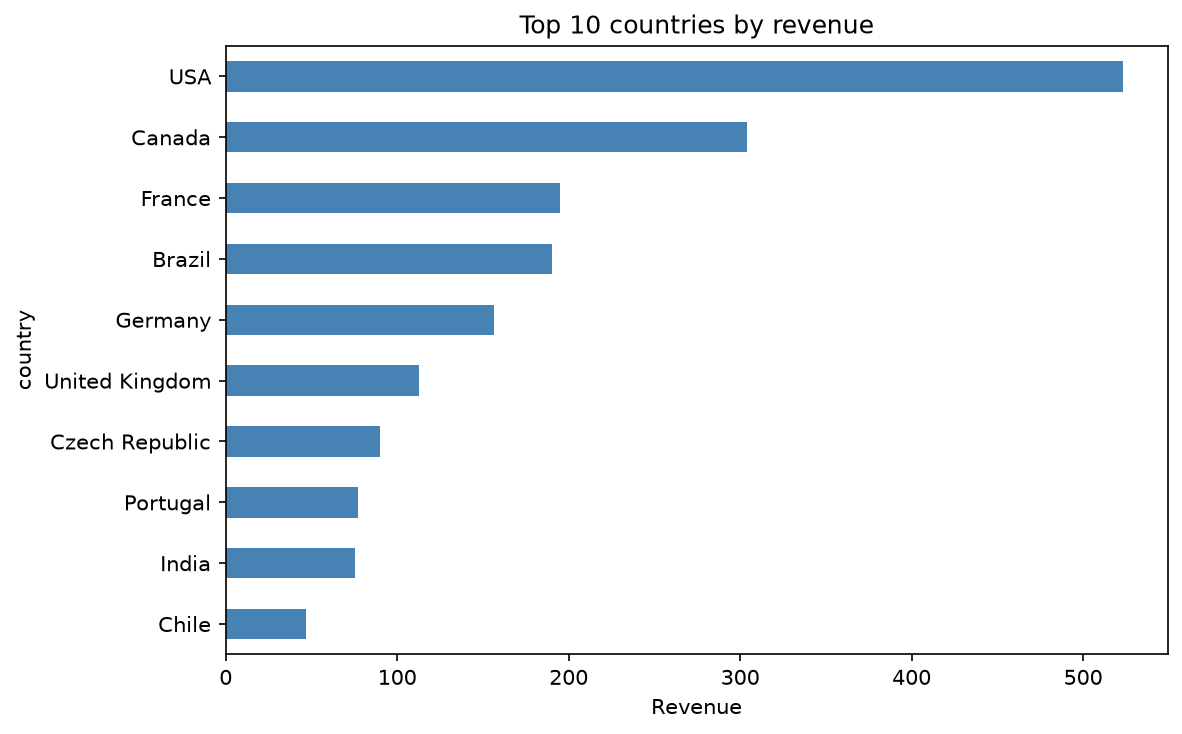 Top 10 countries by revenue
USA
Canada
France
Brazil
Germany
United Kingdom
Czech Republic
Portugal
India
Chile
country
0 100 200 300 400 500
Revenue